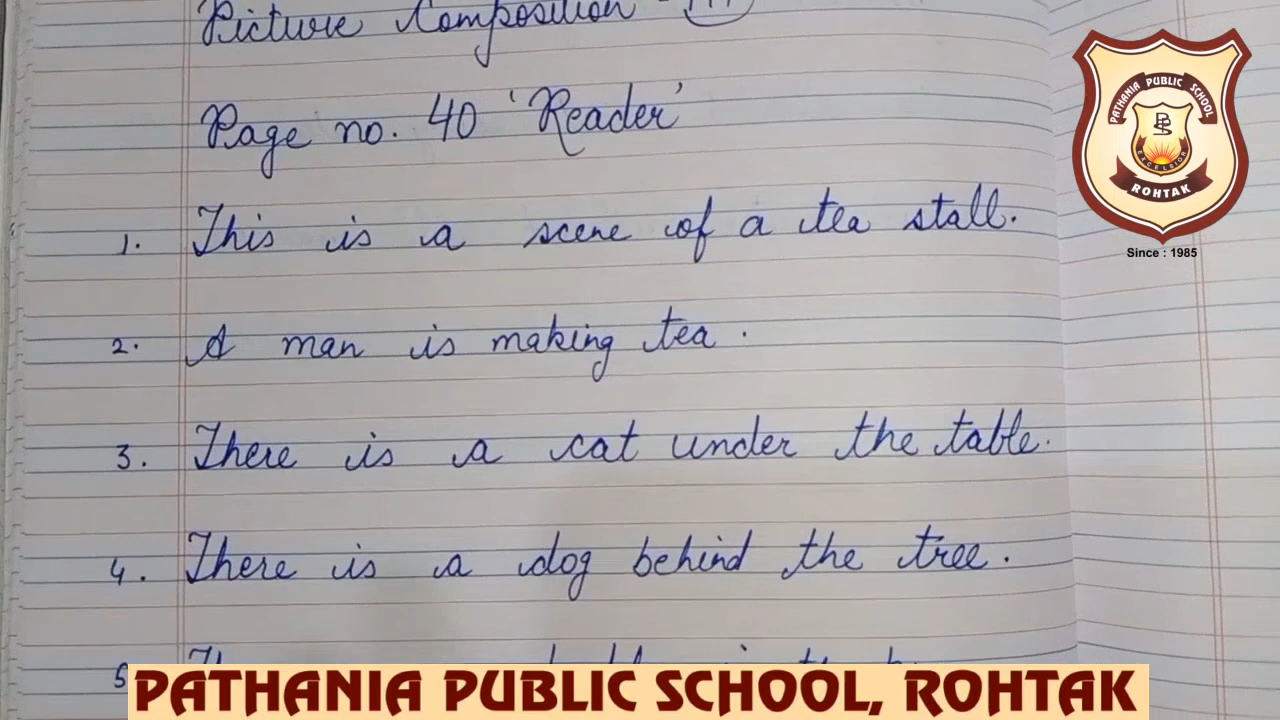 Picture Composition
Page no. 40 'Reader'
1. This is a scene of a tea stall.
2. A man is making tea.
3. There is a cat under the table.
4. There is a dog behind the tree.
5
PATHANIA PUBLIC SCHOOL
PS
EXCELSIOR
ROHTAK
Since : 1985
PATHANIA PUBLIC SCHOOL, ROHTAK